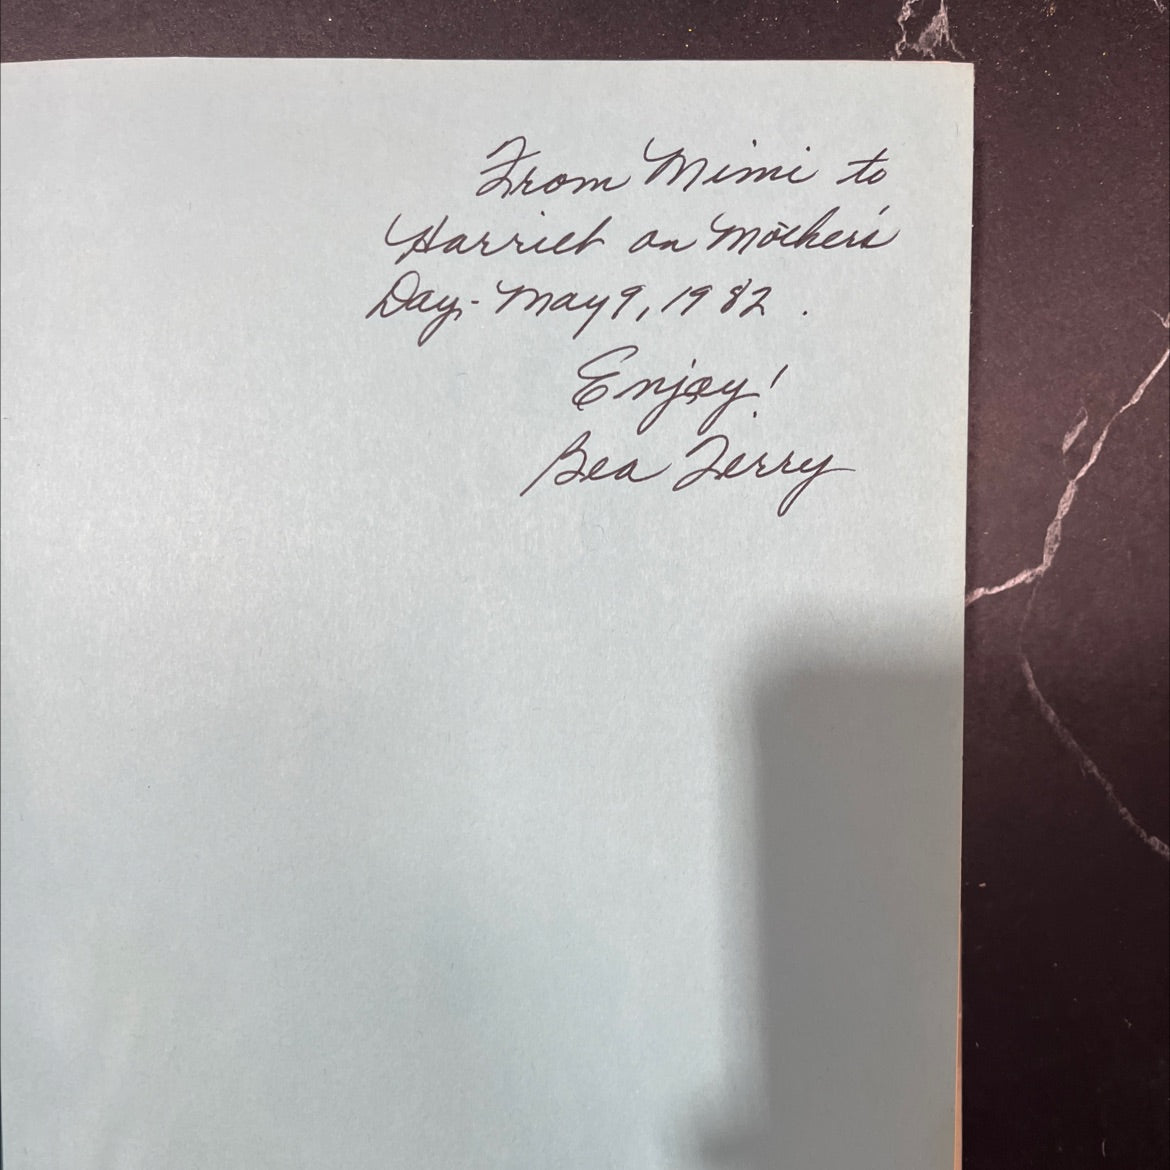 From Mimi to
Harriet on Mother's
Day - May 9, 1982.
Enjoy!
Bea Terry